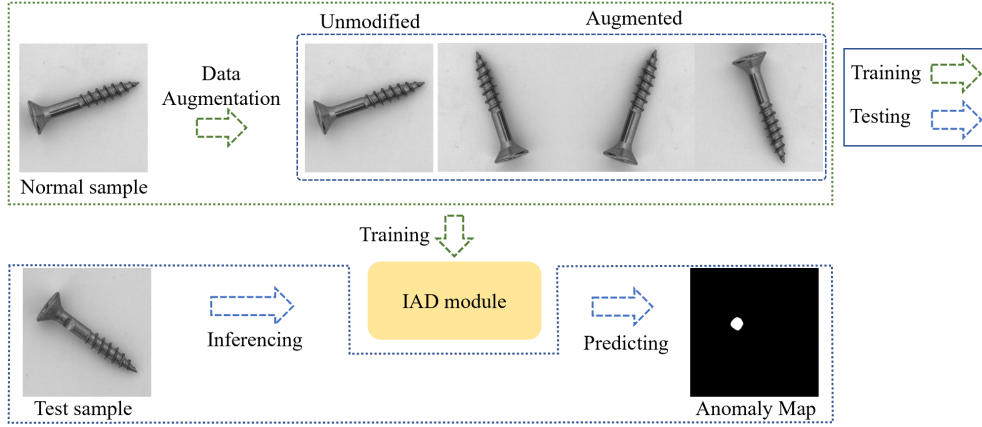 Unmodified
Augmented
Data
Augmentation
Normal sample
Training
Testing
Training
IAD module
Inferencing
Predicting
Test sample
Anomaly Map